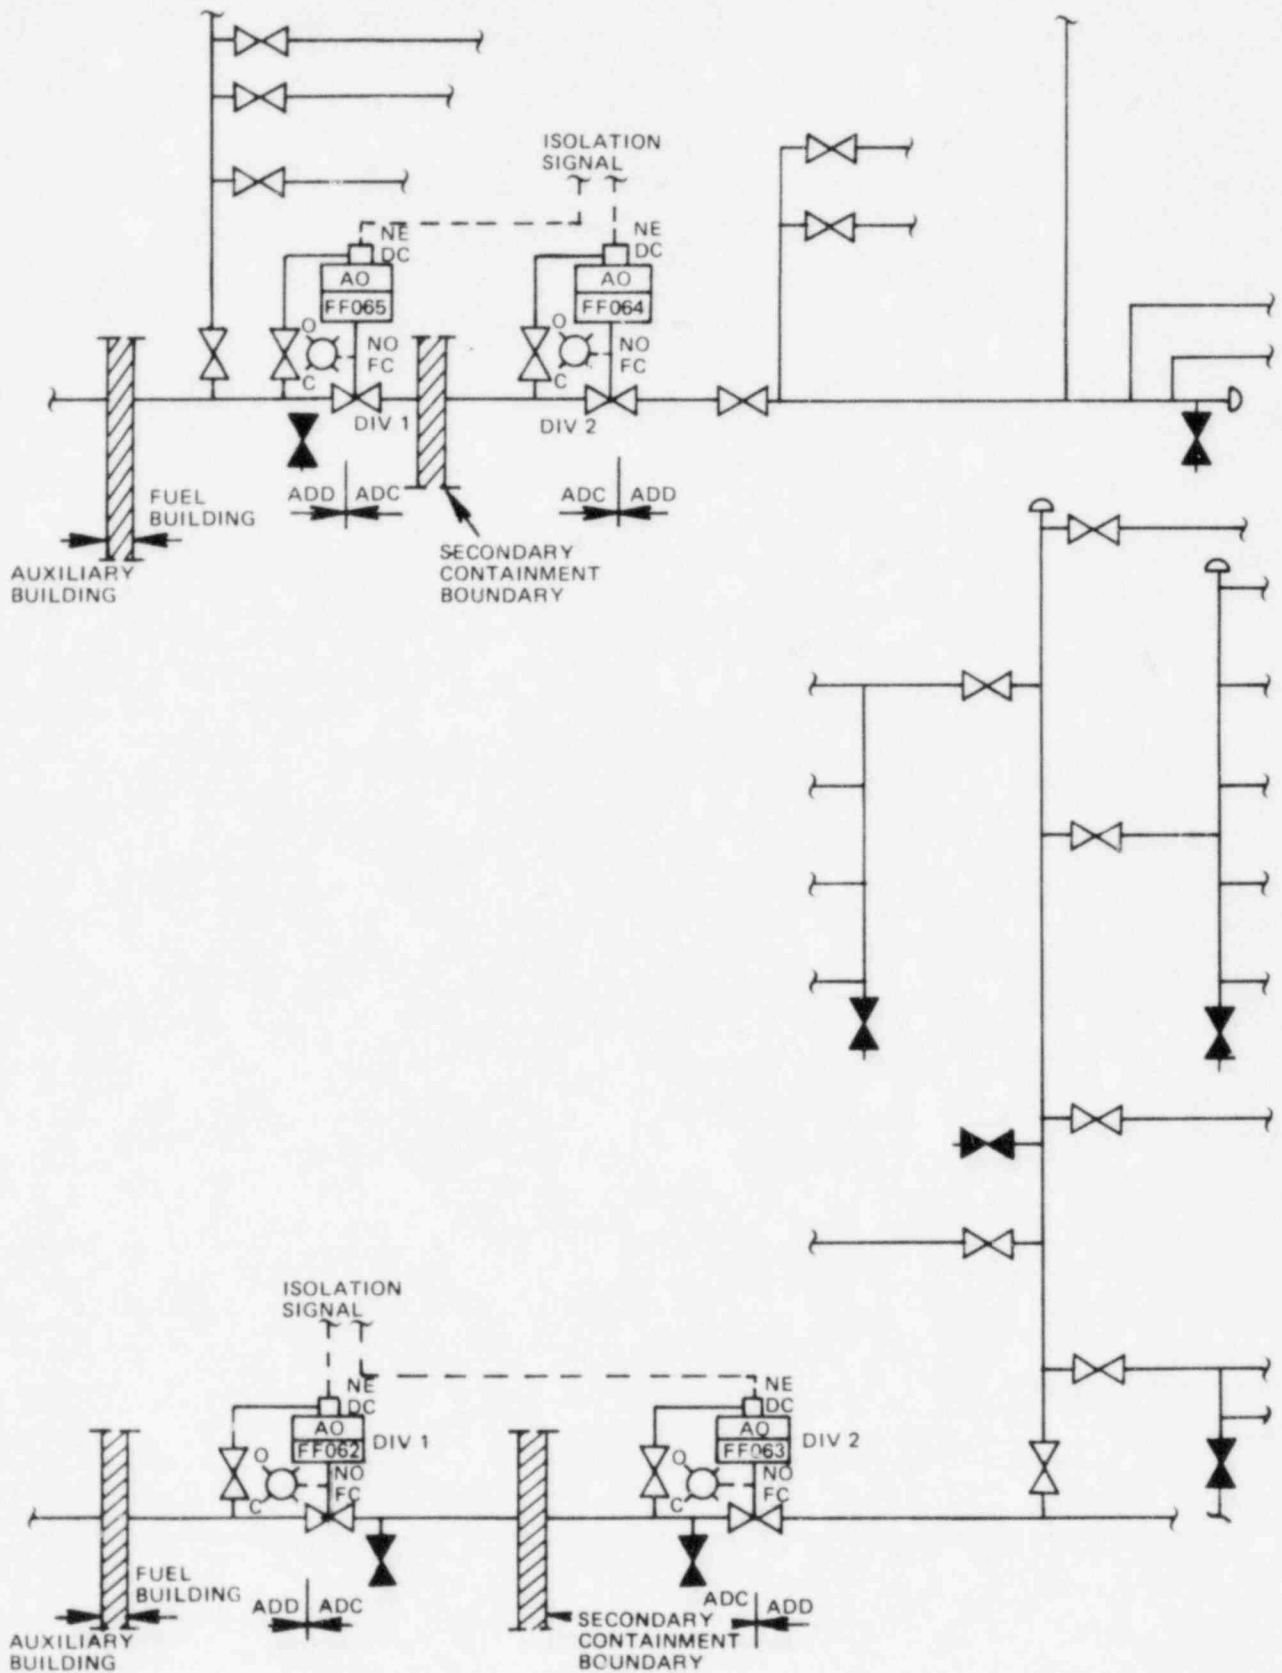 ISOLATION
SIGNAL
NE
DC
AO
FF065
O
C
NO
FC
DIV 1
NE
DC
AO
FF064
O
C
NO
FC
DIV 2
ADD
ADC
ADC
ADD
FUEL
BUILDING
AUXILIARY
BUILDING
SECONDARY
CONTAINMENT
BOUNDARY
ISOLATION
SIGNAL
NE
DC
AO
FF062
DIV 1
O
C
NO
FC
NE
DC
AO
FF063
DIV 2
O
C
NO
FC
FUEL
BUILDING
ADD
ADC
ADC
ADD
AUXILIARY
BUILDING
SECONDARY
CONTAINMENT
BOUNDARY